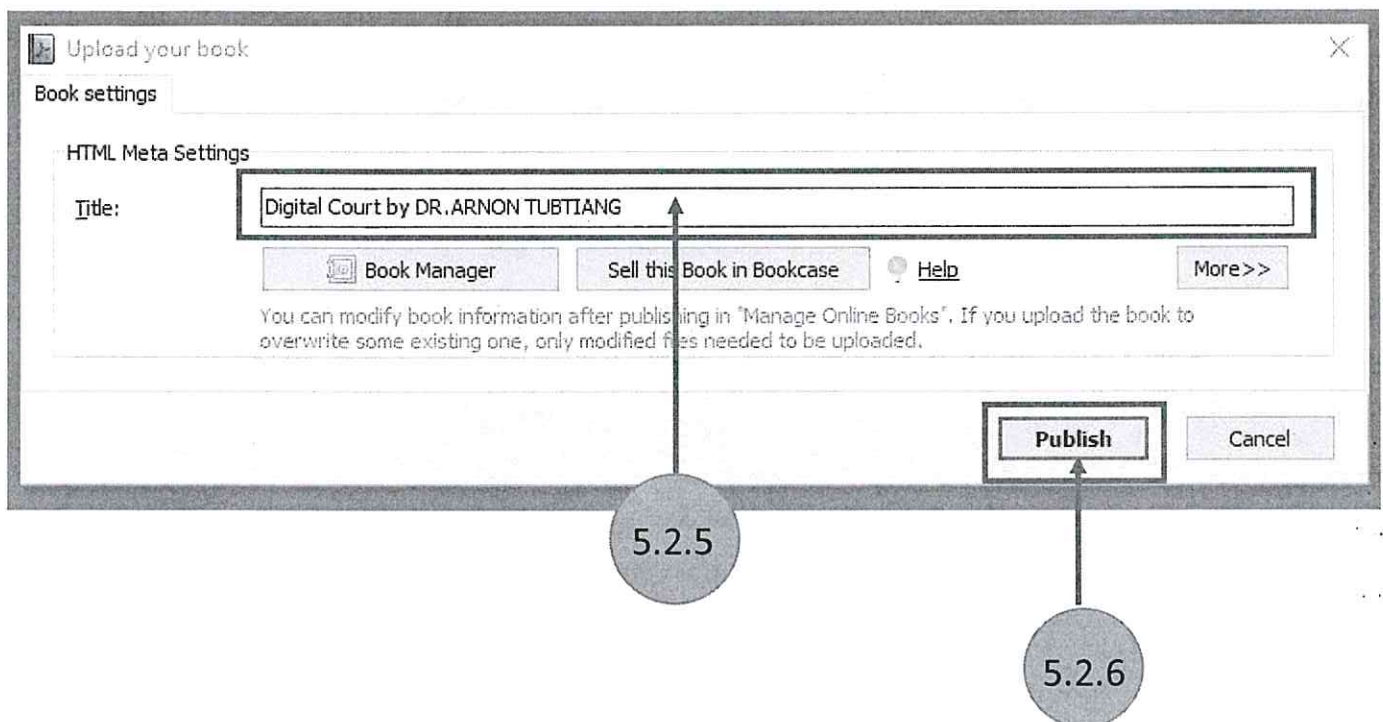 Upload your book
Book settings
HTML Meta Settings
Title:
Digital Court by DR.ARNON TUBTIANG
Book Manager
Sell this Book in Bookcase
Help
More>>
You can modify book information after publishing in "Manage Online Books". If you upload the book to
overwrite some existing one, only modified files needed to be uploaded.
Publish
Cancel
5.2.5
5.2.6